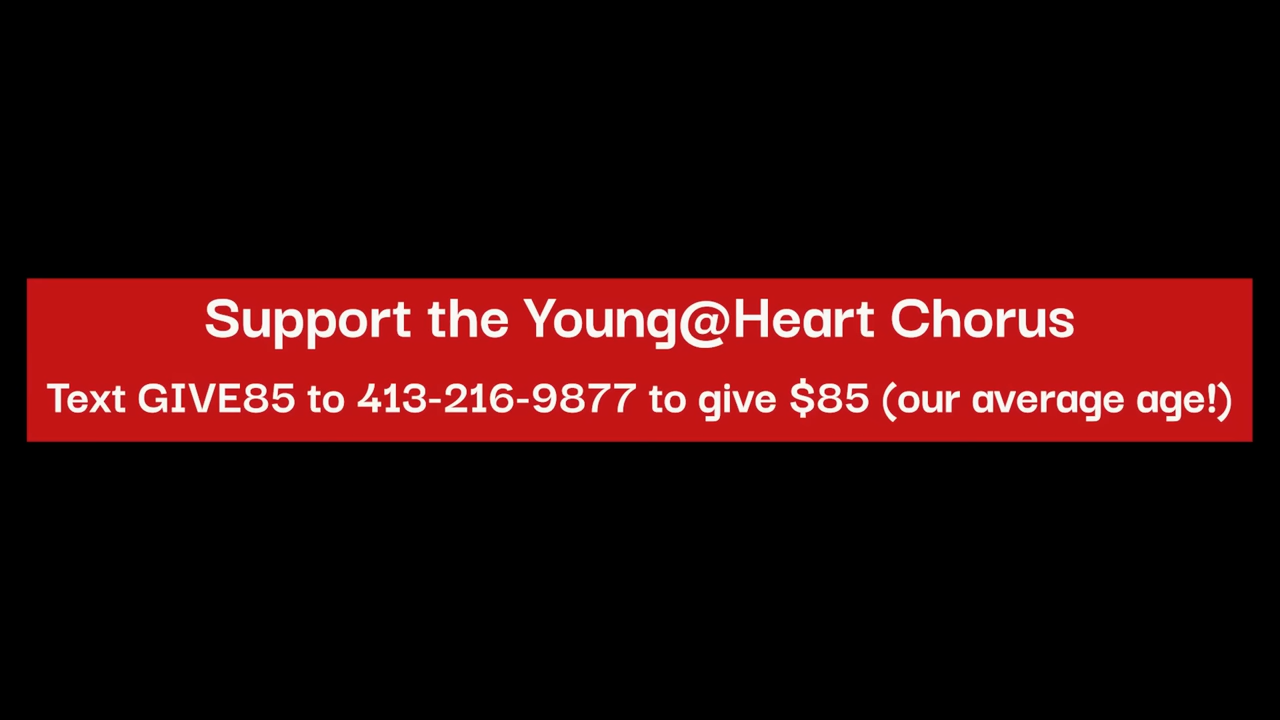 Support the Young@Heart Chorus
Text GIVE85 to 413-216-9877 to give $85 (our average age!)